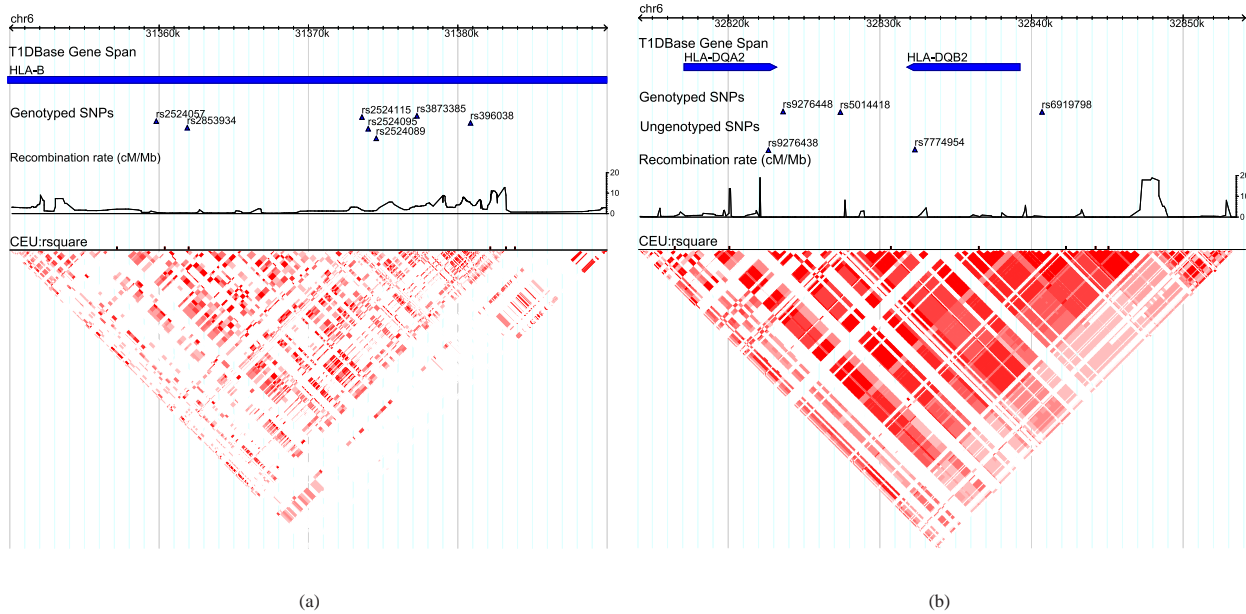 chr6
31560k 31570k 31380k
T1DBase Gene Span
HLA-B
Genotyped SNPs
rs2524057
rs2853934
rs2524115
rs2524095
rs2524089
rs3873385
rs396038
Recombination rate (cM/Mb)
20
10
0
CEU:rsquare
(a)
chr6
32820k 32830k 32840k 32850k
T1DBase Gene Span
HLA-DQA2 HLA-DQB2
Genotyped SNPs
rs9276448 rs5014418 rs6919798
Ungenotyped SNPs
rs9276438 rs7774954
Recombination rate (cM/Mb)
20
10
0
CEU:rsquare
(b)